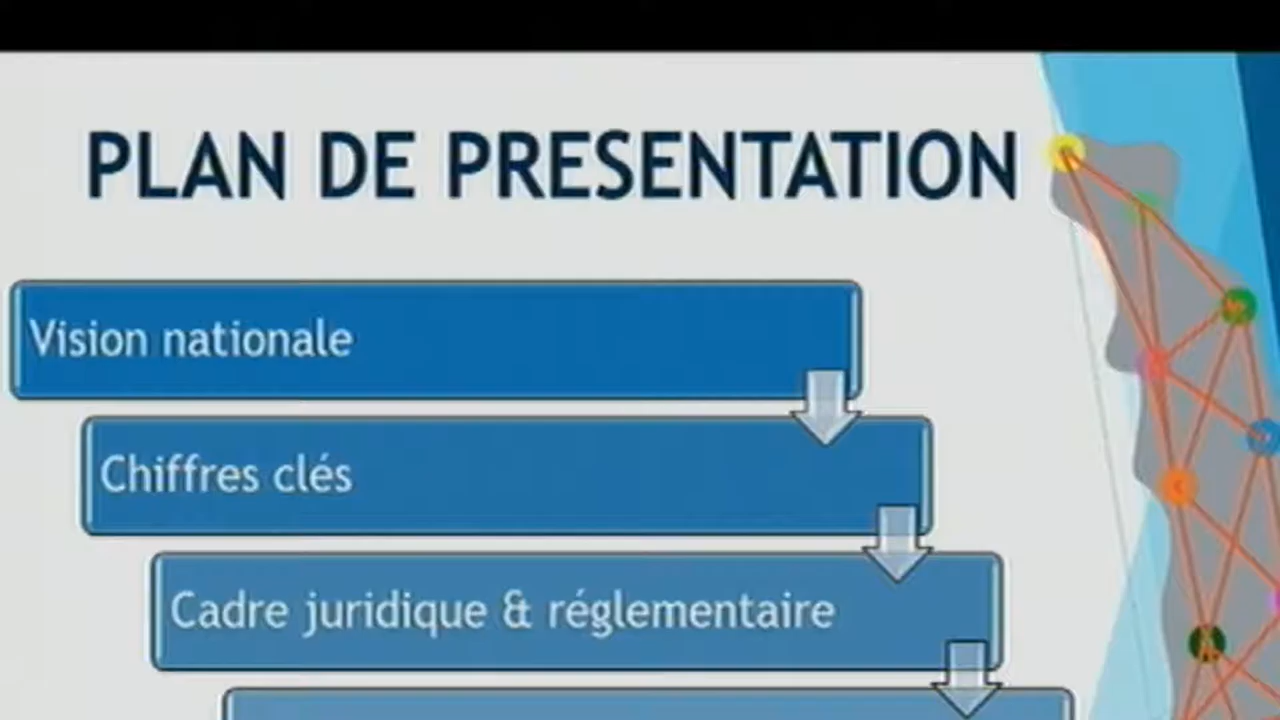 PLAN DE PRESENTATION
Vision nationale
Chiffres clés
Cadre juridique & réglementaire